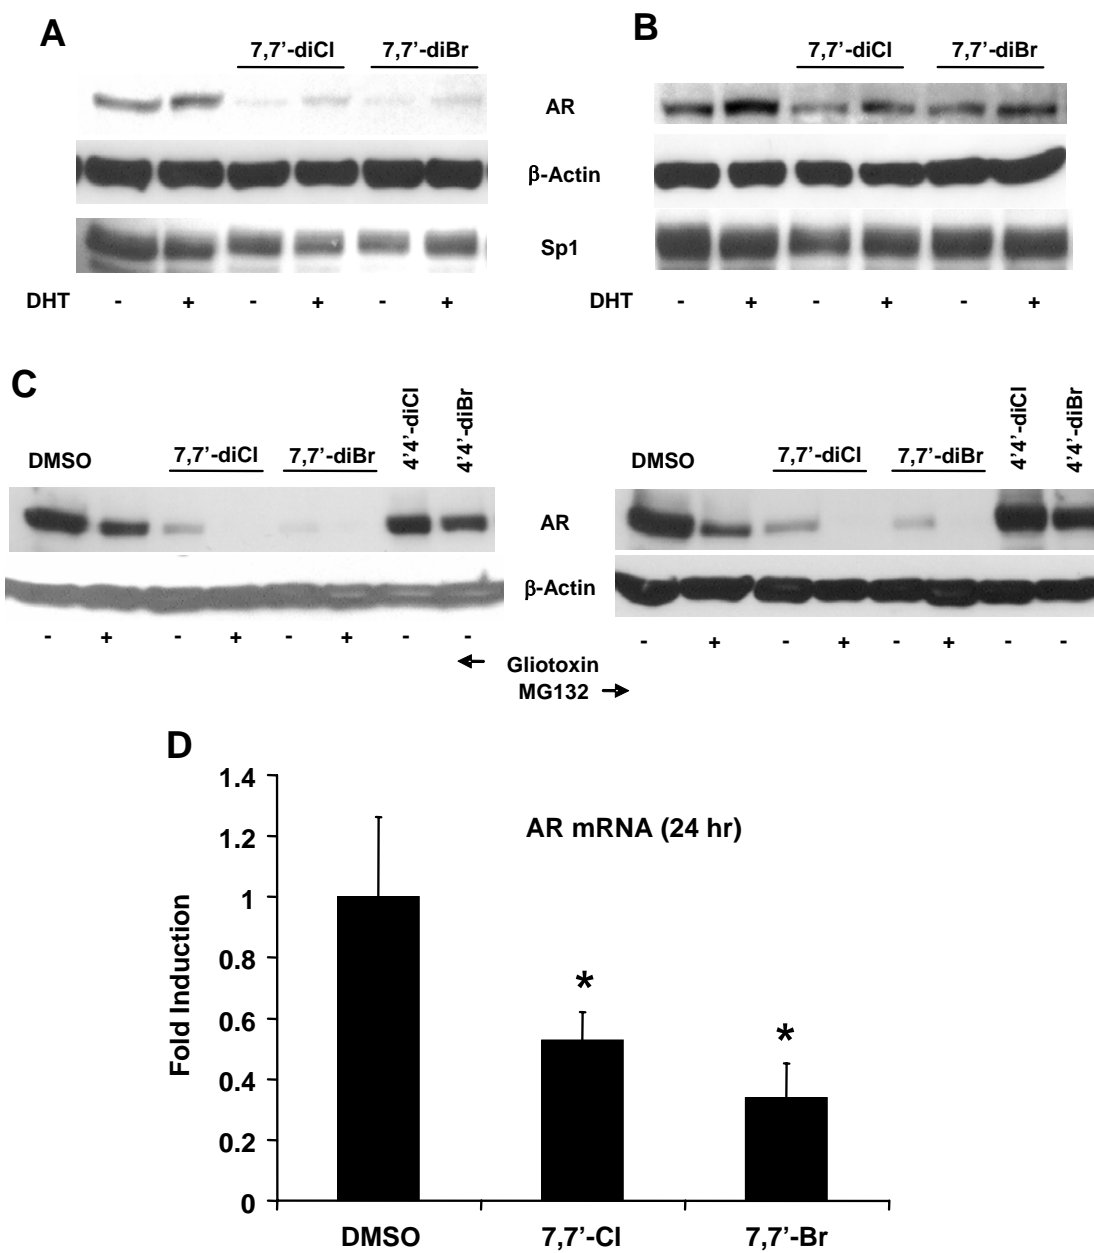 A
7,7'-diCl 7,7'-diBr
B
7,7'-diCl 7,7'-diBr
AR
β-Actin
Sp1
DHT - + - + - +
DHT - + - + - +
C
DMSO 7,7'-diCl 7,7'-diBr 4'4'-diCl 4'4'-diBr
DMSO 7,7'-diCl 7,7'-diBr 4'4'-diCl 4'4'-diBr
AR
β-Actin
- + - + - + - -
- + - + - + - -
← Gliotoxin
MG132 →
D
AR mRNA (24 hr)
Fold Induction
1.4
1.2
1
0.8
0.6
0.4
0.2
0
* *
DMSO 7,7'-Cl 7,7'-Br